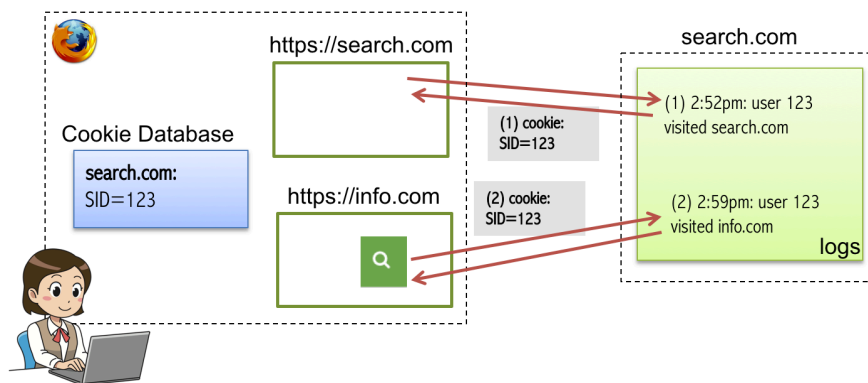 https://search.com
search.com
(1) 2:52pm: user 123
visited search.com
(1) cookie:
SID=123
Cookie Database
search.com:
SID=123
https://info.com
(2) cookie:
SID=123
(2) 2:59pm: user 123
visited info.com
logs